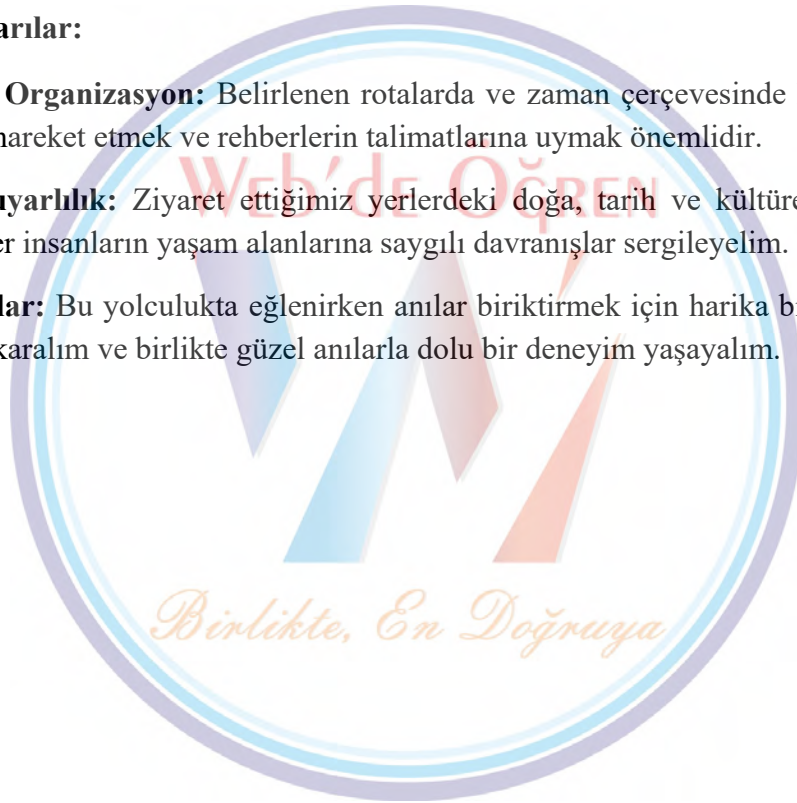 arılar:
Organizasyon: Belirlenen rotalarda ve zaman çerçevesinde
hareket etmek ve rehberlerin talimatlarına uymak önemlidir.
Web'de Öğren
uyarlılık: Ziyaret ettiğimiz yerlerdeki doğa, tarih ve kültüre
er insanların yaşam alanlarına saygılı davranışlar sergileyelim.
lar: Bu yolculukta eğlenirken anılar biriktirmek için harika bi
karalım ve birlikte güzel anılarla dolu bir deneyim yaşayalım.
Birlikte, En Doğruya